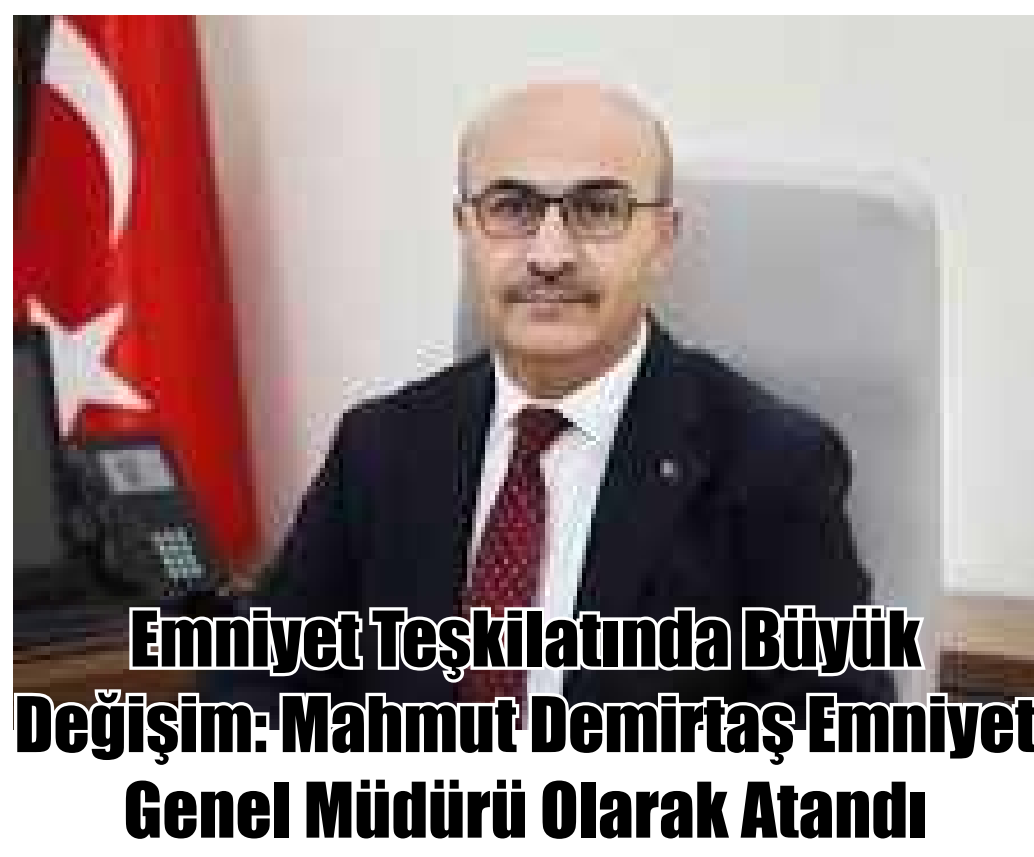 Emniyet Teşkilatında Büyük
Değişim: Mahmut Demirtaş Emniyet
Genel Müdürü Olarak Atandı